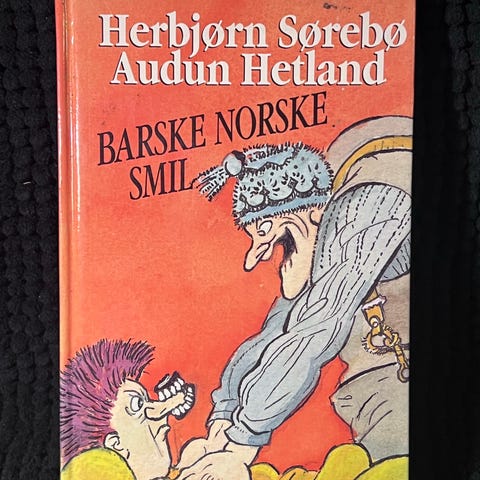 Herbjørn Sørebø
Audun Hetland
BARSKE NORSKE
SMIL